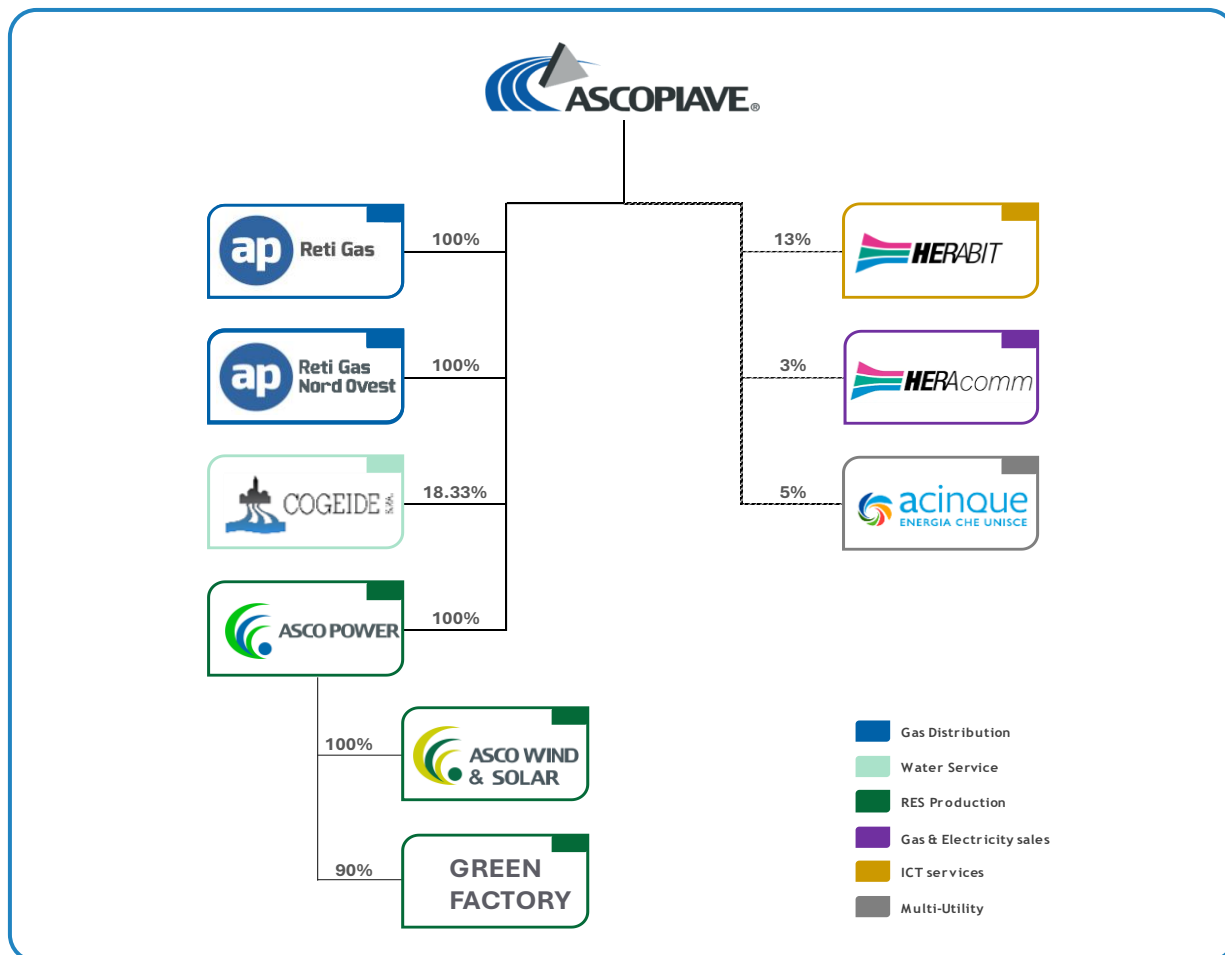 ASCOPIAVE®
ap Reti Gas
100%
ap Reti Gas
Nord Ovest
100%
COGEIDE S.p.A.
18.33%
ASCO POWER
100%
100%
ASCO WIND
& SOLAR
90%
GREEN
FACTORY
13%
HERABIT
3%
HERAcomm
5%
acinque
ENERGIA CHE UNISCE
Gas Distribution
Water Service
RES Production
Gas & Electricity sales
ICT services
Multi-Utility